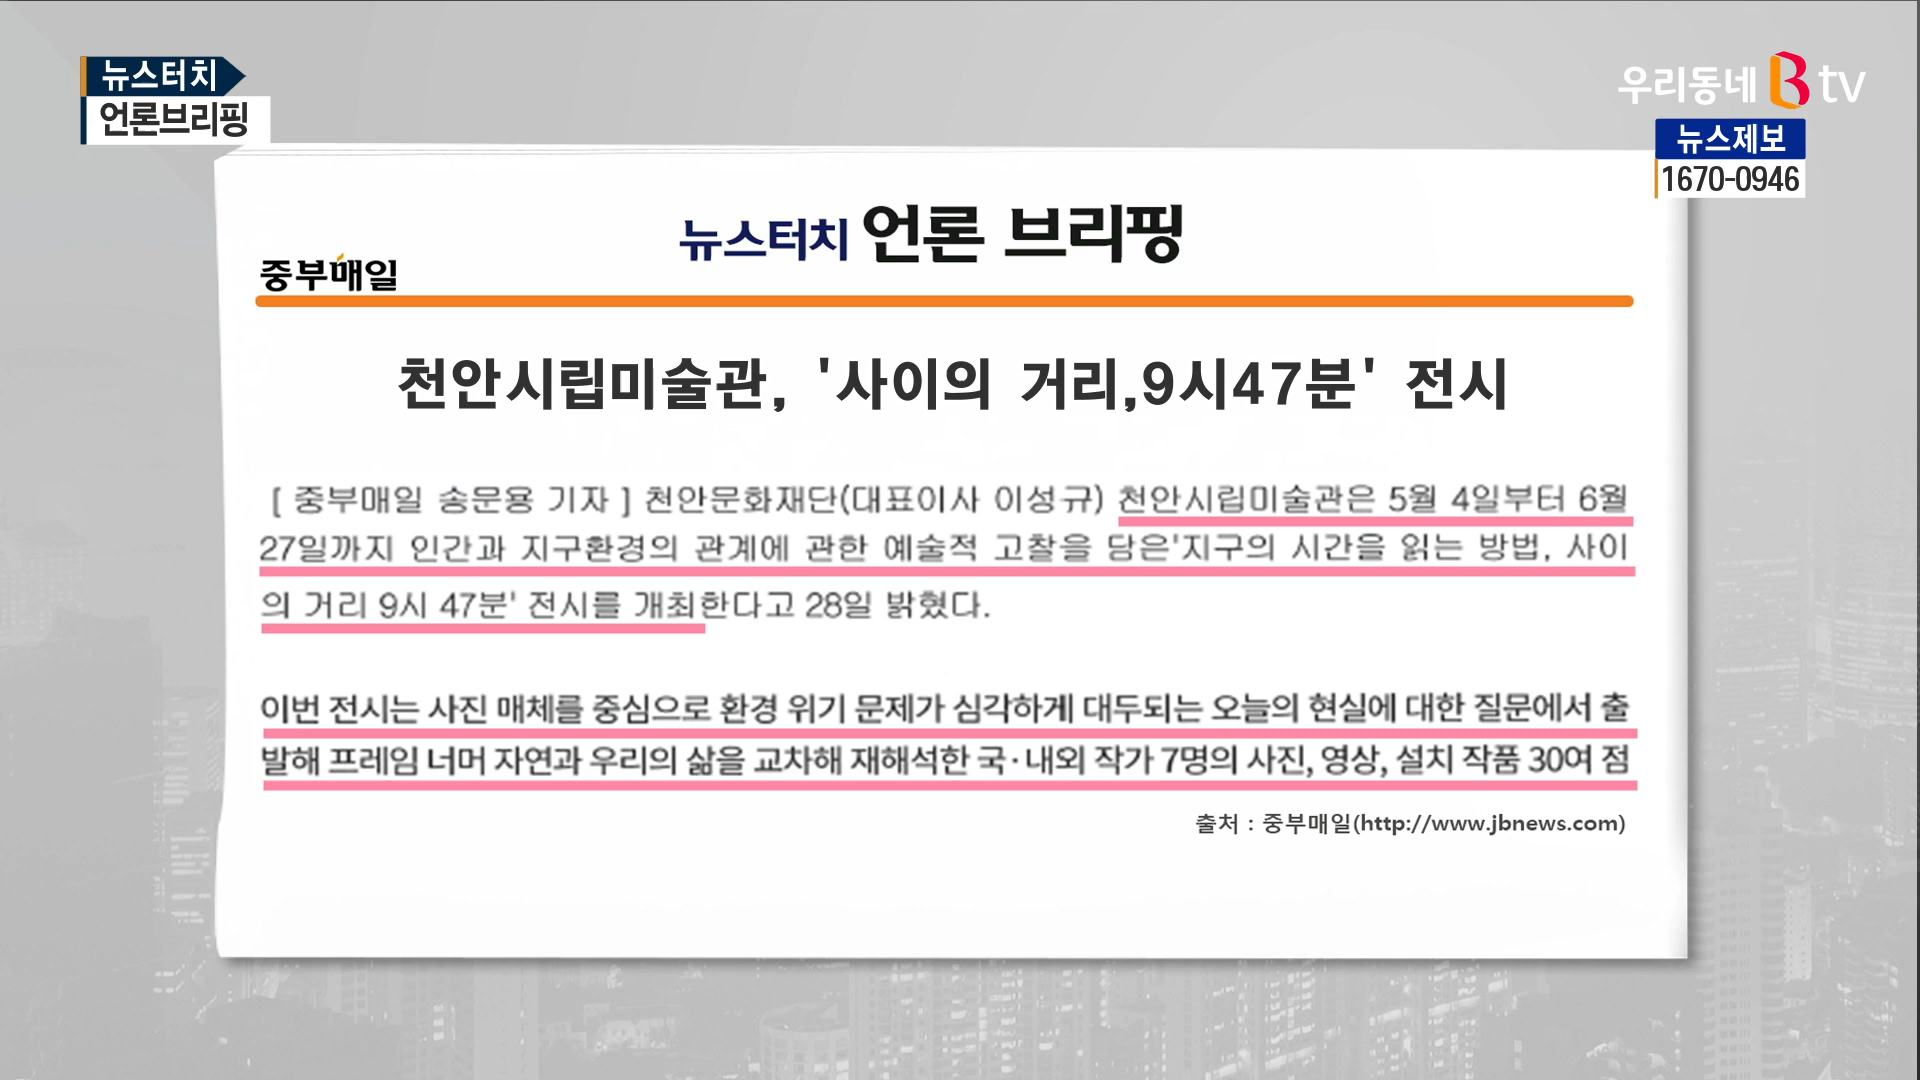 뉴스터치
언론브리핑
우리동네 B tv
뉴스제보
1670-0946
뉴스터치 언론 브리핑
중부매일
천안시립미술관, '사이의 거리,9시47분' 전시
[ 중부매일 송문용 기자 ] 천안문화재단(대표이사 이성규) 천안시립미술관은 5월 4일부터 6월
27일까지 인간과 지구환경의 관계에 관한 예술적 고찰을 담은'지구의 시간을 읽는 방법, 사이
의 거리 9시 47분' 전시를 개최한다고 28일 밝혔다.
이번 전시는 사진 매체를 중심으로 환경 위기 문제가 심각하게 대두되는 오늘의 현실에 대한 질문에서 출
발해 프레임 너머 자연과 우리의 삶을 교차해 재해석한 국·내외 작가 7명의 사진, 영상, 설치 작품 30여 점
출처 : 중부매일(http://www.jbnews.com)